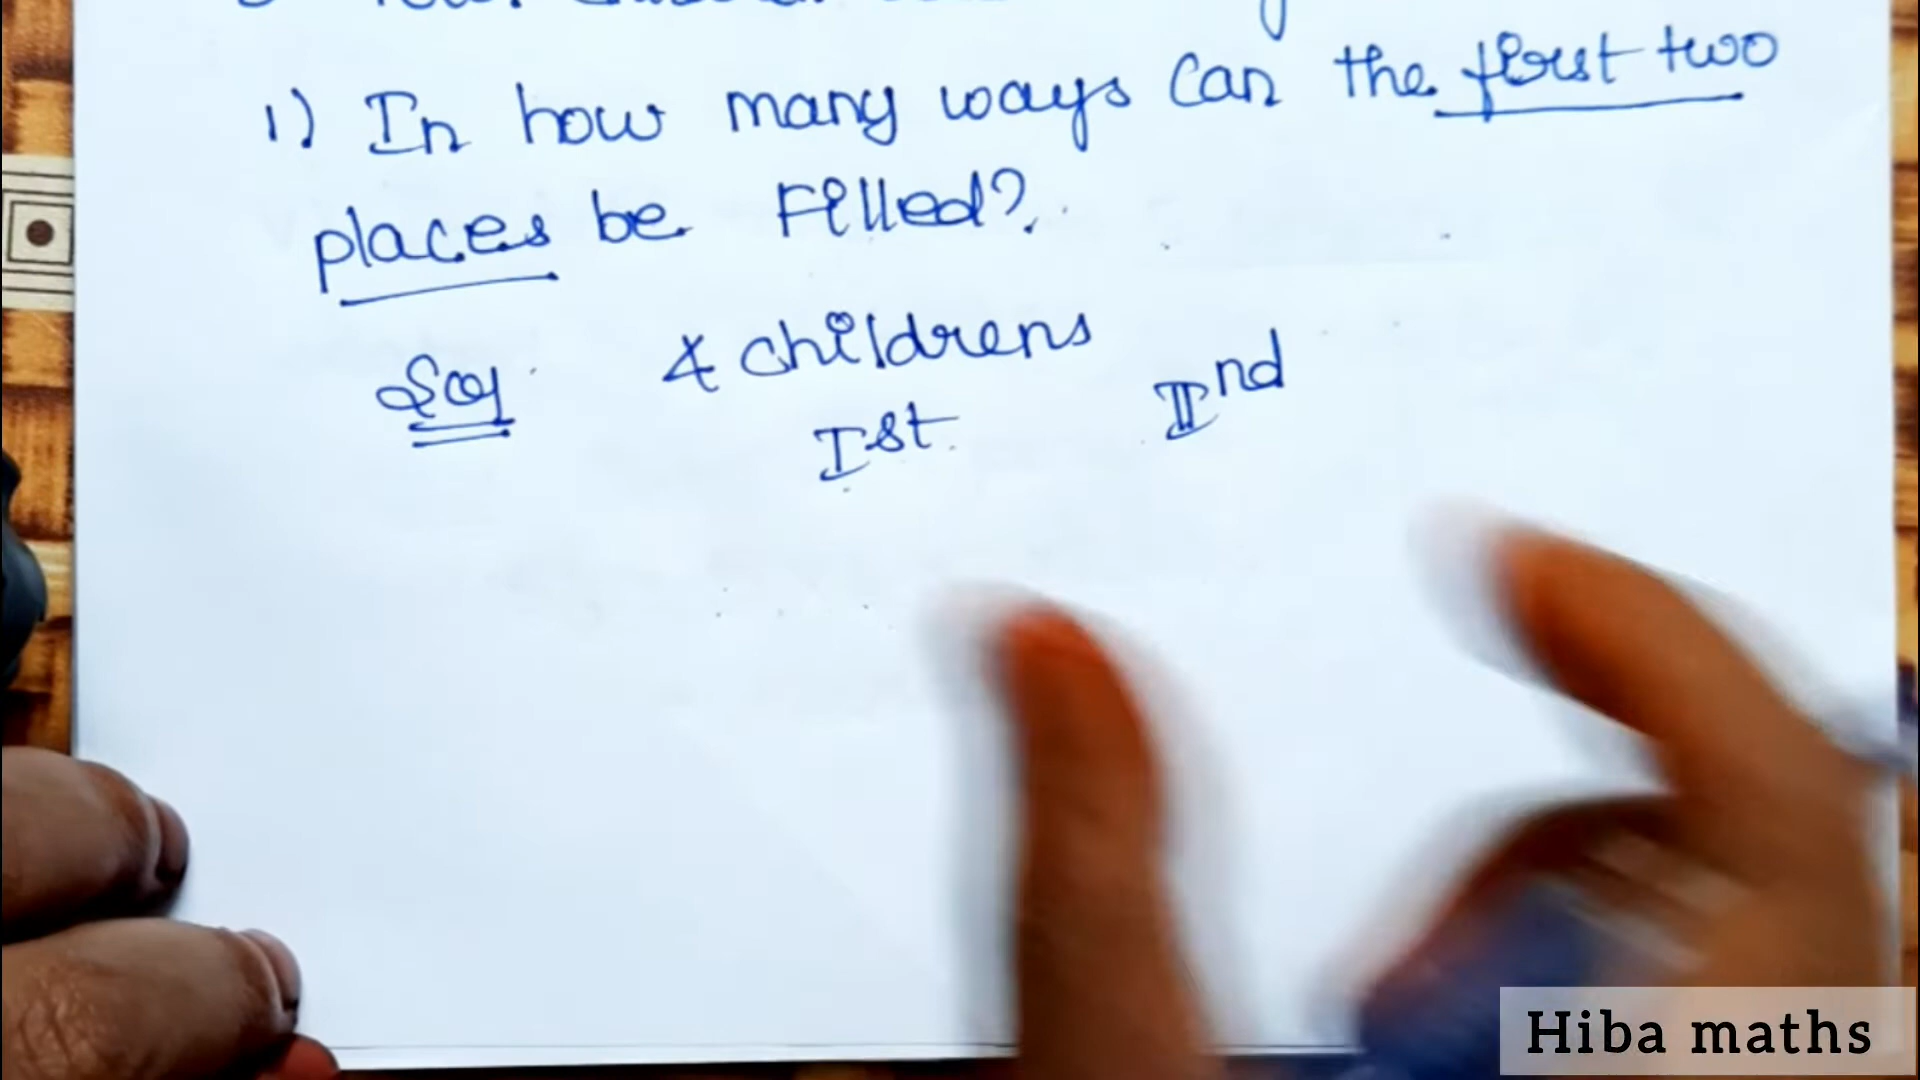 1) In how many ways can the first two
places be filled?
Sol
4 childrens
Ist
IInd
Hiba maths